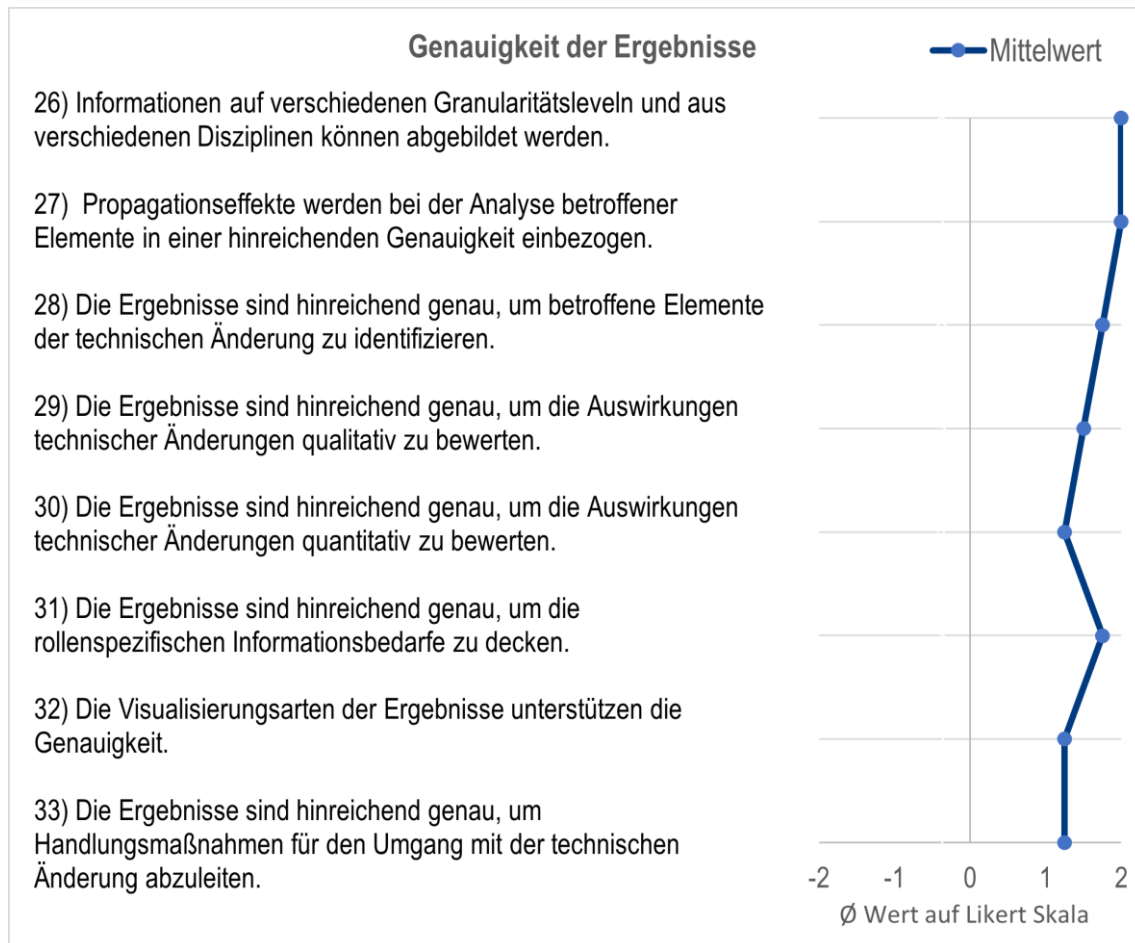 Genauigkeit der Ergebnisse
Mittelwert
26) Informationen auf verschiedenen Granularitätsleveln und aus
verschiedenen Disziplinen können abgebildet werden.
27) Propagationseffekte werden bei der Analyse betroffener
Elemente in einer hinreichenden Genauigkeit einbezogen.
28) Die Ergebnisse sind hinreichend genau, um betroffene Elemente
der technischen Änderung zu identifizieren.
29) Die Ergebnisse sind hinreichend genau, um die Auswirkungen
technischer Änderungen qualitativ zu bewerten.
30) Die Ergebnisse sind hinreichend genau, um die Auswirkungen
technischer Änderungen quantitativ zu bewerten.
31) Die Ergebnisse sind hinreichend genau, um die
rollenspezifischen Informationsbedarfe zu decken.
32) Die Visualisierungsarten der Ergebnisse unterstützen die
Genauigkeit.
33) Die Ergebnisse sind hinreichend genau, um
Handlungsmaßnahmen für den Umgang mit der technischen
Änderung abzuleiten.
-2 -1 0 1 2
Ø Wert auf Likert Skala